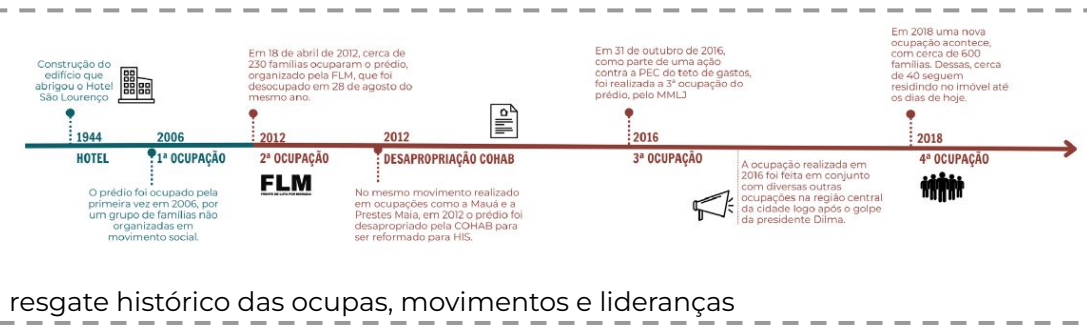 Construção do
edifício que
abrigou o Hotel
São Lourenço
1944
HOTEL
2006
1ª OCUPAÇÃO
O prédio foi ocupado pela
primeira vez em 2006, por
um grupo de famílias não
organizadas em
movimento social.
Em 18 de abril de 2012, cerca de
230 famílias ocuparam o prédio,
organizado pela FLM, que foi
desocupado em 28 de agosto do
mesmo ano.
2012
2ª OCUPAÇÃO
FLM
FRENTE DE LUTA POR MORADIA
2012
DESAPROPRIAÇÃO COHAB
No mesmo movimento realizado
em ocupações como a Mauá e a
Prestes Maia, em 2012 o prédio foi
desapropriado pela COHAB para
ser reformado para HIS.
Em 31 de outubro de 2016,
como parte de uma ação
contra a PEC do teto de gastos,
foi realizada a 3ª ocupação do
prédio, pelo MMLJ
2016
3ª OCUPAÇÃO
A ocupação realizada em
2016 foi feita em conjunto
com diversas outras
ocupações na região central
da cidade logo após o golpe
da presidente Dilma.
Em 2018 uma nova
ocupação acontece,
com cerca de 600
famílias. Dessas, cerca
de 40 seguem
residindo no imóvel até
os dias de hoje.
2018
4ª OCUPAÇÃO
resgate histórico das ocupas, movimentos e lideranças